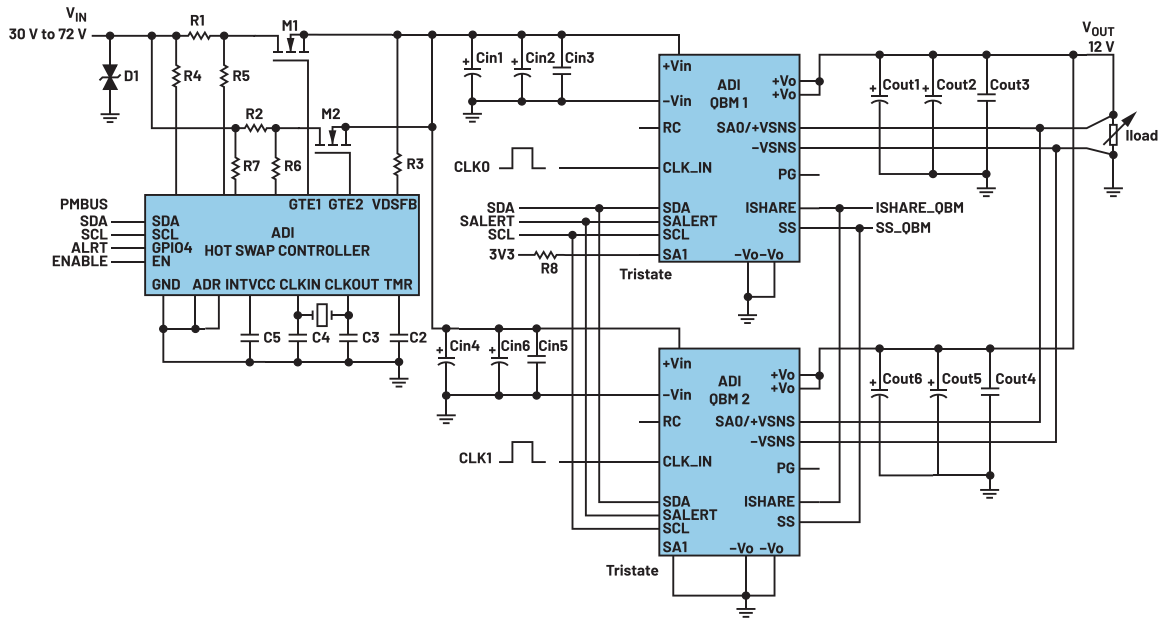 VIN
30 V to 72 V
R1
M1
D1
R4
R5
R2
M2
R7
R6
R3
Cin1
Cin2
Cin3
+Vin
ADI
QBM 1
+Vo
+Vo
−Vin
RC
SA0/+VSNS
−VSNS
CLK0
CLK_IN
PG
SDA
SDA
ISHARE
ISHARE_QBM
SALERT
SALERT
SCL
SCL
SS
SS_QBM
3V3
R8
SA1
−Vo
−Vo
Tristate
VOUT
12 V
Cout1
Cout2
Cout3
Iload
PMBUS
SDA
SCL
ALRT
ENABLE
GTE1
GTE2
VDSFB
SDA
SCL
GPIO4
EN
ADI
HOT SWAP CONTROLLER
GND
ADR
INTVCC
CLKIN
CLKOUT
TMR
C5
C4
C3
C2
Cin4
Cin6
Cin5
+Vin
ADI
QBM 2
+Vo
+Vo
−Vin
RC
SA0/+VSNS
−VSNS
CLK1
CLK_IN
PG
SDA
SALERT
SCL
ISHARE
SS
SA1
−Vo
−Vo
Tristate
Cout6
Cout5
Cout4
+
+
+
+
+
+
+
+